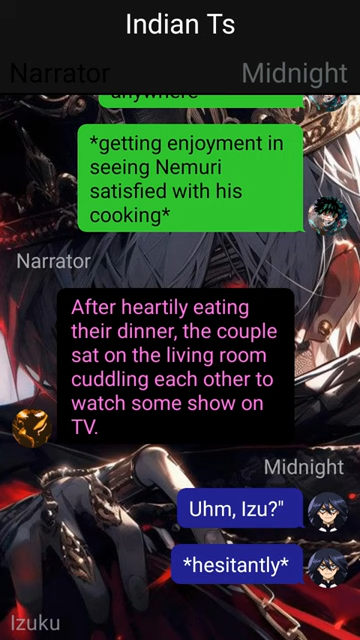 Indian Ts
Narrator
Midnight
anywhere*
*getting enjoyment in
seeing Nemuri
satisfied with his
cooking*
Narrator
After heartily eating
their dinner, the couple
sat on the living room
cuddling each other to
watch some show on
TV.
Midnight
Uhm, Izu?"
*hesitantly*
Izuku